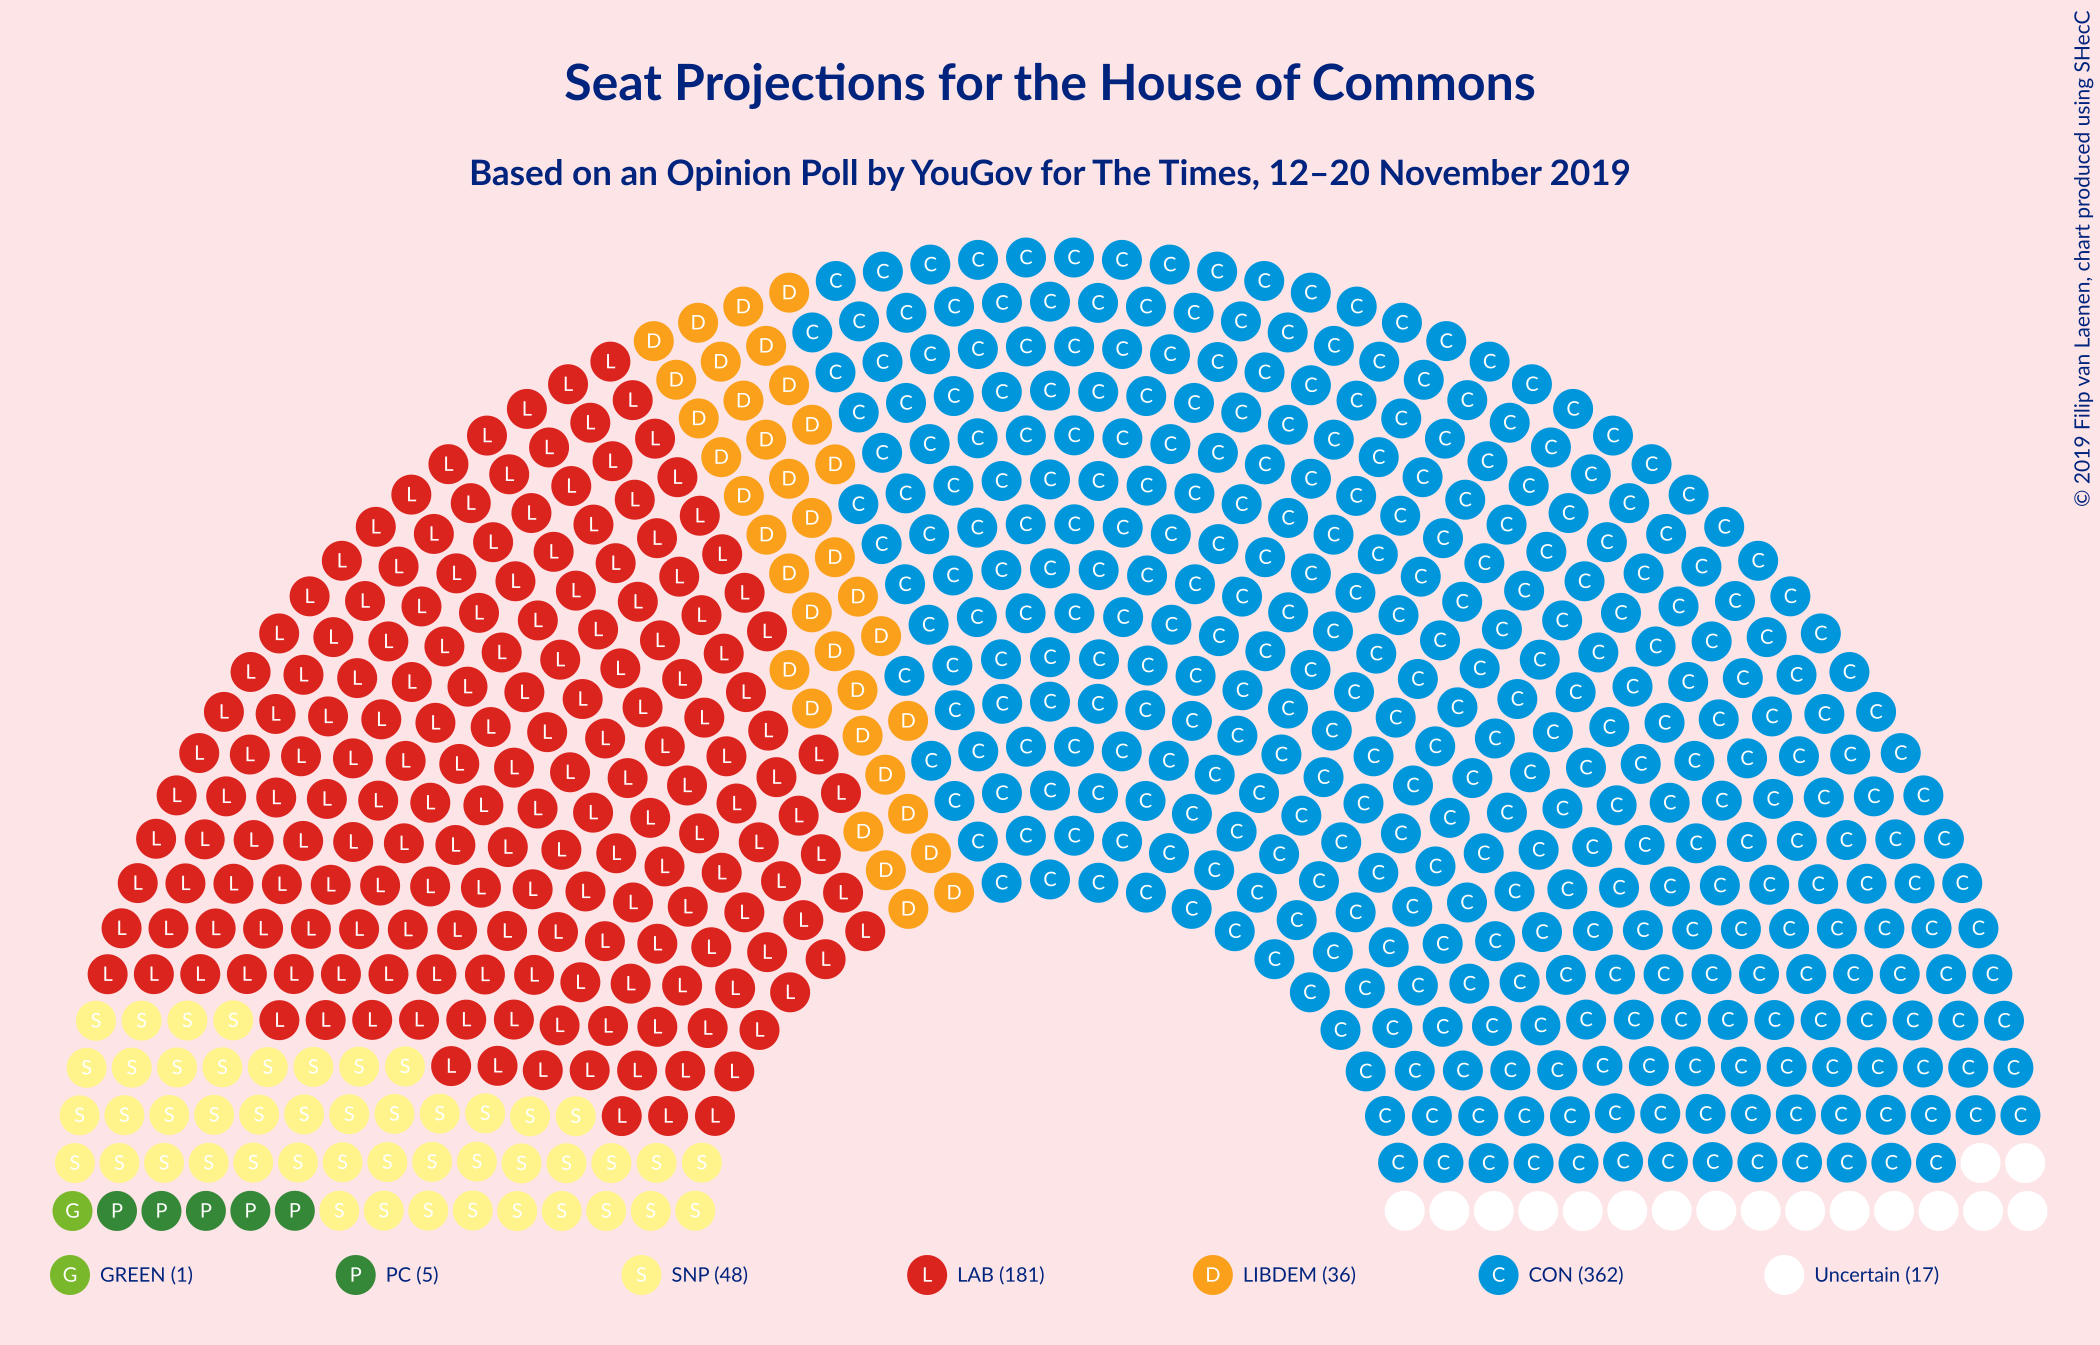 Seat Projections for the House of Commons
Based on an Opinion Poll by YouGov for The Times, 12–20 November 2019
© 2019 Filip van Laenen, chart produced using SHecC
G GREEN (1) P PC (5) S SNP (48) L LAB (181) D LIBDEM (36) C CON (362) Uncertain (17)